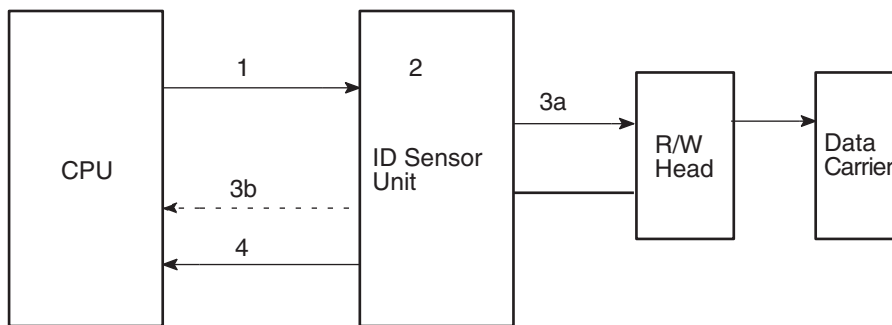 1
2
3a
CPU
ID Sensor
Unit
R/W
Head
Data
Carrier
3b
4